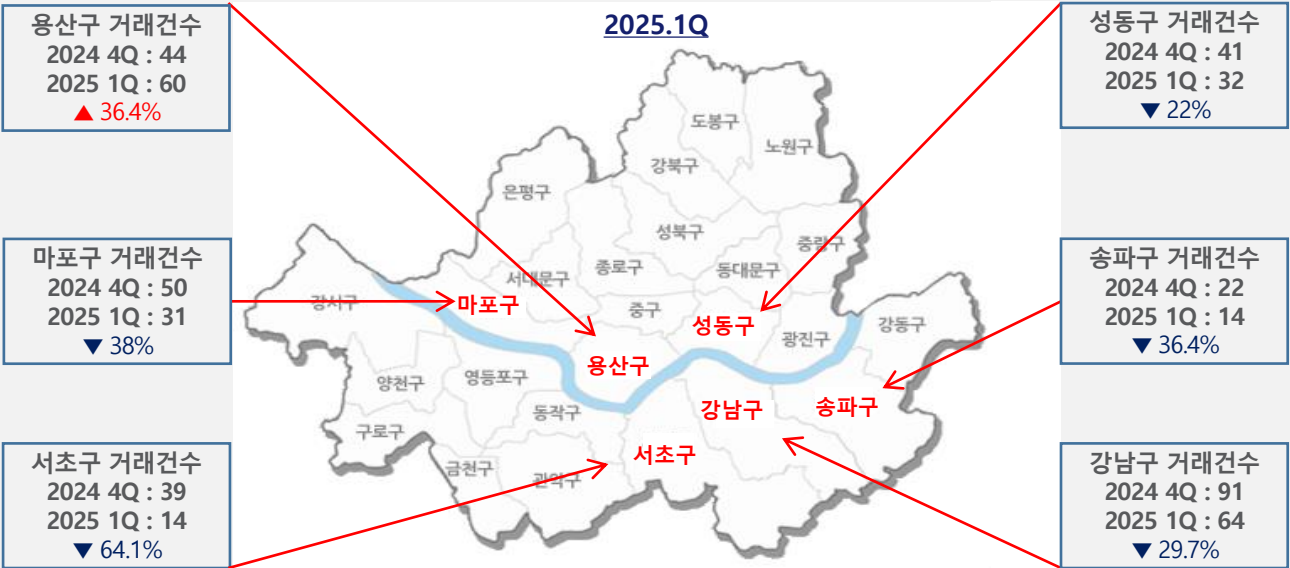 2025.1Q
용산구 거래건수
2024 4Q : 44
2025 1Q : 60
▲ 36.4%
성동구 거래건수
2024 4Q : 41
2025 1Q : 32
▼ 22%
마포구 거래건수
2024 4Q : 50
2025 1Q : 31
▼ 38%
송파구 거래건수
2024 4Q : 22
2025 1Q : 14
▼ 36.4%
서초구 거래건수
2024 4Q : 39
2025 1Q : 14
▼ 64.1%
강남구 거래건수
2024 4Q : 91
2025 1Q : 64
▼ 29.7%
도봉구
노원구
강북구
은평구
성북구
중랑구
서대문구
종로구
동대문구
강서구
마포구
중구
성동구
광진구
강동구
용산구
양천구
영등포구
동작구
강남구
송파구
구로구
서초구
금천구
관악구